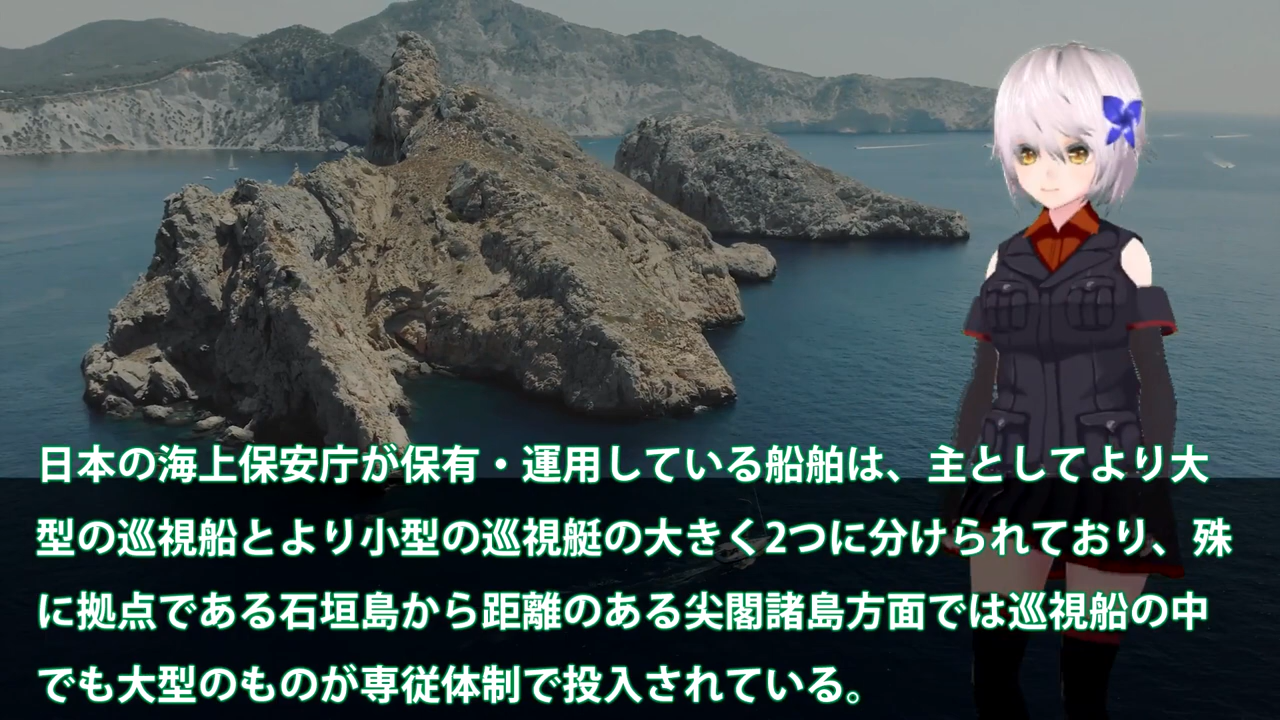 日本の海上保安庁が保有・運用している船舶は、主としてより大
型の巡視船とより小型の巡視艇の大きく2つに分けられており、殊
に拠点である石垣島から距離のある尖閣諸島方面では巡視船の中
でも大型のものが専従体制で投入されている。